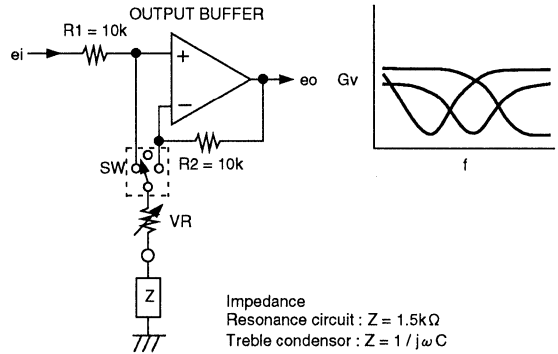 OUTPUT BUFFER
R1 = 10k
ei
+
−
eo
R2 = 10k
SW
VR
Z
Gv
f
Impedance
Resonance circuit : Z = 1.5kΩ
Treble condensor : Z = 1 / jωC